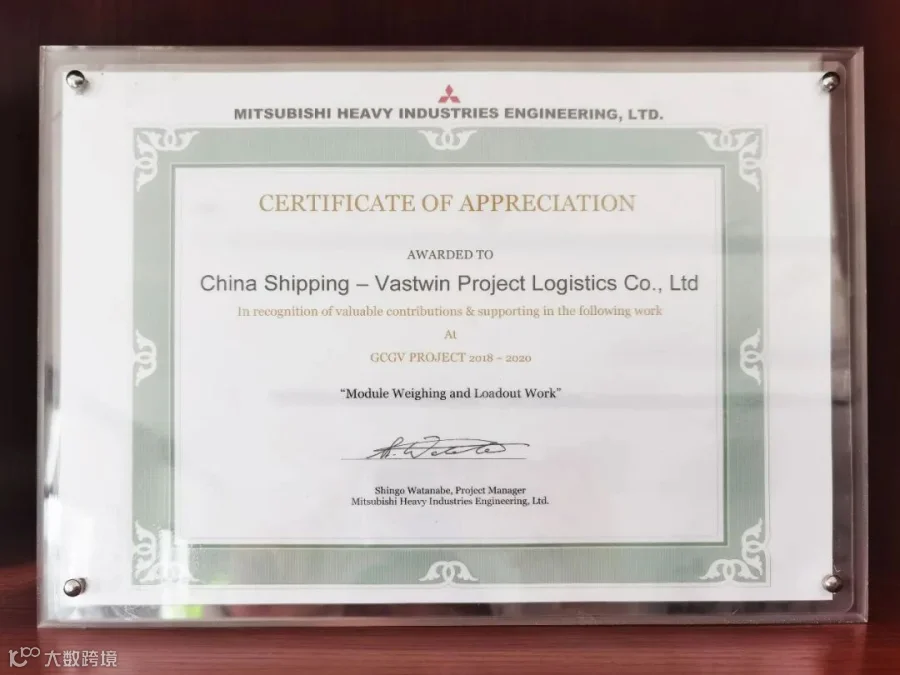 MITSUBISHI HEAVY INDUSTRIES ENGINEERING, LTD.
CERTIFICATE OF APPRECIATION
AWARDED TO
China Shipping – Vastwin Project Logistics Co., Ltd
In recognition of valuable contributions & supporting in the following work
At
GCGV PROJECT 2018 - 2020
“Module Weighing and Loadout Work”
Shingo Watanabe, Project Manager
Mitsubishi Heavy Industries Engineering, Ltd.
大数跨境